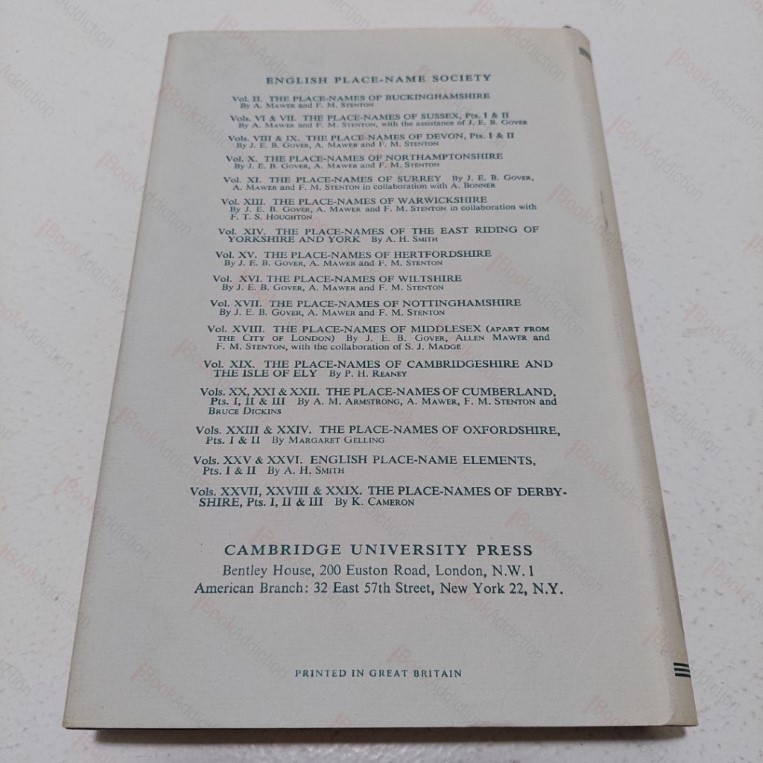 ENGLISH PLACE-NAME SOCIETY
Vol. II. THE PLACE-NAMES OF BUCKINGHAMSHIRE
By A. Mawer and F. M. Stenton
Vols. VI & VII. THE PLACE-NAMES OF SUSSEX, Pts. I & II
By A. Mawer and F. M. Stenton, with the assistance of J. E. B. Gover
Vols. VIII & IX. THE PLACE-NAMES OF DEVON, Pts. I & II
By J. E. B. Gover, A. Mawer and F. M. Stenton
Vol. X. THE PLACE-NAMES OF NORTHAMPTONSHIRE
By J. E. B. Gover, A. Mawer and F. M. Stenton
Vol. XI. THE PLACE-NAMES OF SURREY By J. E. B. Gover,
A. Mawer and F. M. Stenton in collaboration with A. Bonner
Vol. XIII. THE PLACE-NAMES OF WARWICKSHIRE
By J. E. B. Gover, A. Mawer and F. M. Stenton in collaboration with
F. T. S. Houghton
Vol. XIV. THE PLACE-NAMES OF THE EAST RIDING OF
YORKSHIRE AND YORK By A. H. Smith
Vol. XV. THE PLACE-NAMES OF HERTFORDSHIRE
By J. E. B. Gover, A. Mawer and F. M. Stenton
Vol. XVI. THE PLACE-NAMES OF WILTSHIRE
By J. E. B. Gover, A. Mawer and F. M. Stenton
Vol. XVII. THE PLACE-NAMES OF NOTTINGHAMSHIRE
By J. E. B. Gover, A. Mawer and F. M. Stenton
Vol. XVIII. THE PLACE-NAMES OF MIDDLESEX (APART FROM
THE CITY OF LONDON) By J. E. B. Gover, Allen Mawer and
F. M. Stenton, with the collaboration of S. J. Madge
Vol. XIX. THE PLACE-NAMES OF CAMBRIDGESHIRE AND
THE ISLE OF ELY By P. H. Reaney
Vols. XX, XXI & XXII. THE PLACE-NAMES OF CUMBERLAND,
Pts. I, II & III By A. M. Armstrong, A. Mawer, F. M. Stenton and
Bruce Dickins
Vols. XXIII & XXIV. THE PLACE-NAMES OF OXFORDSHIRE,
Pts. I & II By Margaret Gelling
Vols. XXV & XXVI. ENGLISH PLACE-NAME ELEMENTS,
Pts. I & II By A. H. Smith
Vols. XXVII, XXVIII & XXIX. THE PLACE-NAMES OF DERBY-
SHIRE, Pts. I, II & III By K. Cameron
CAMBRIDGE UNIVERSITY PRESS
Bentley House, 200 Euston Road, London, N.W. 1
American Branch: 32 East 57th Street, New York 22, N.Y.
PRINTED IN GREAT BRITAIN
iBookAddiction